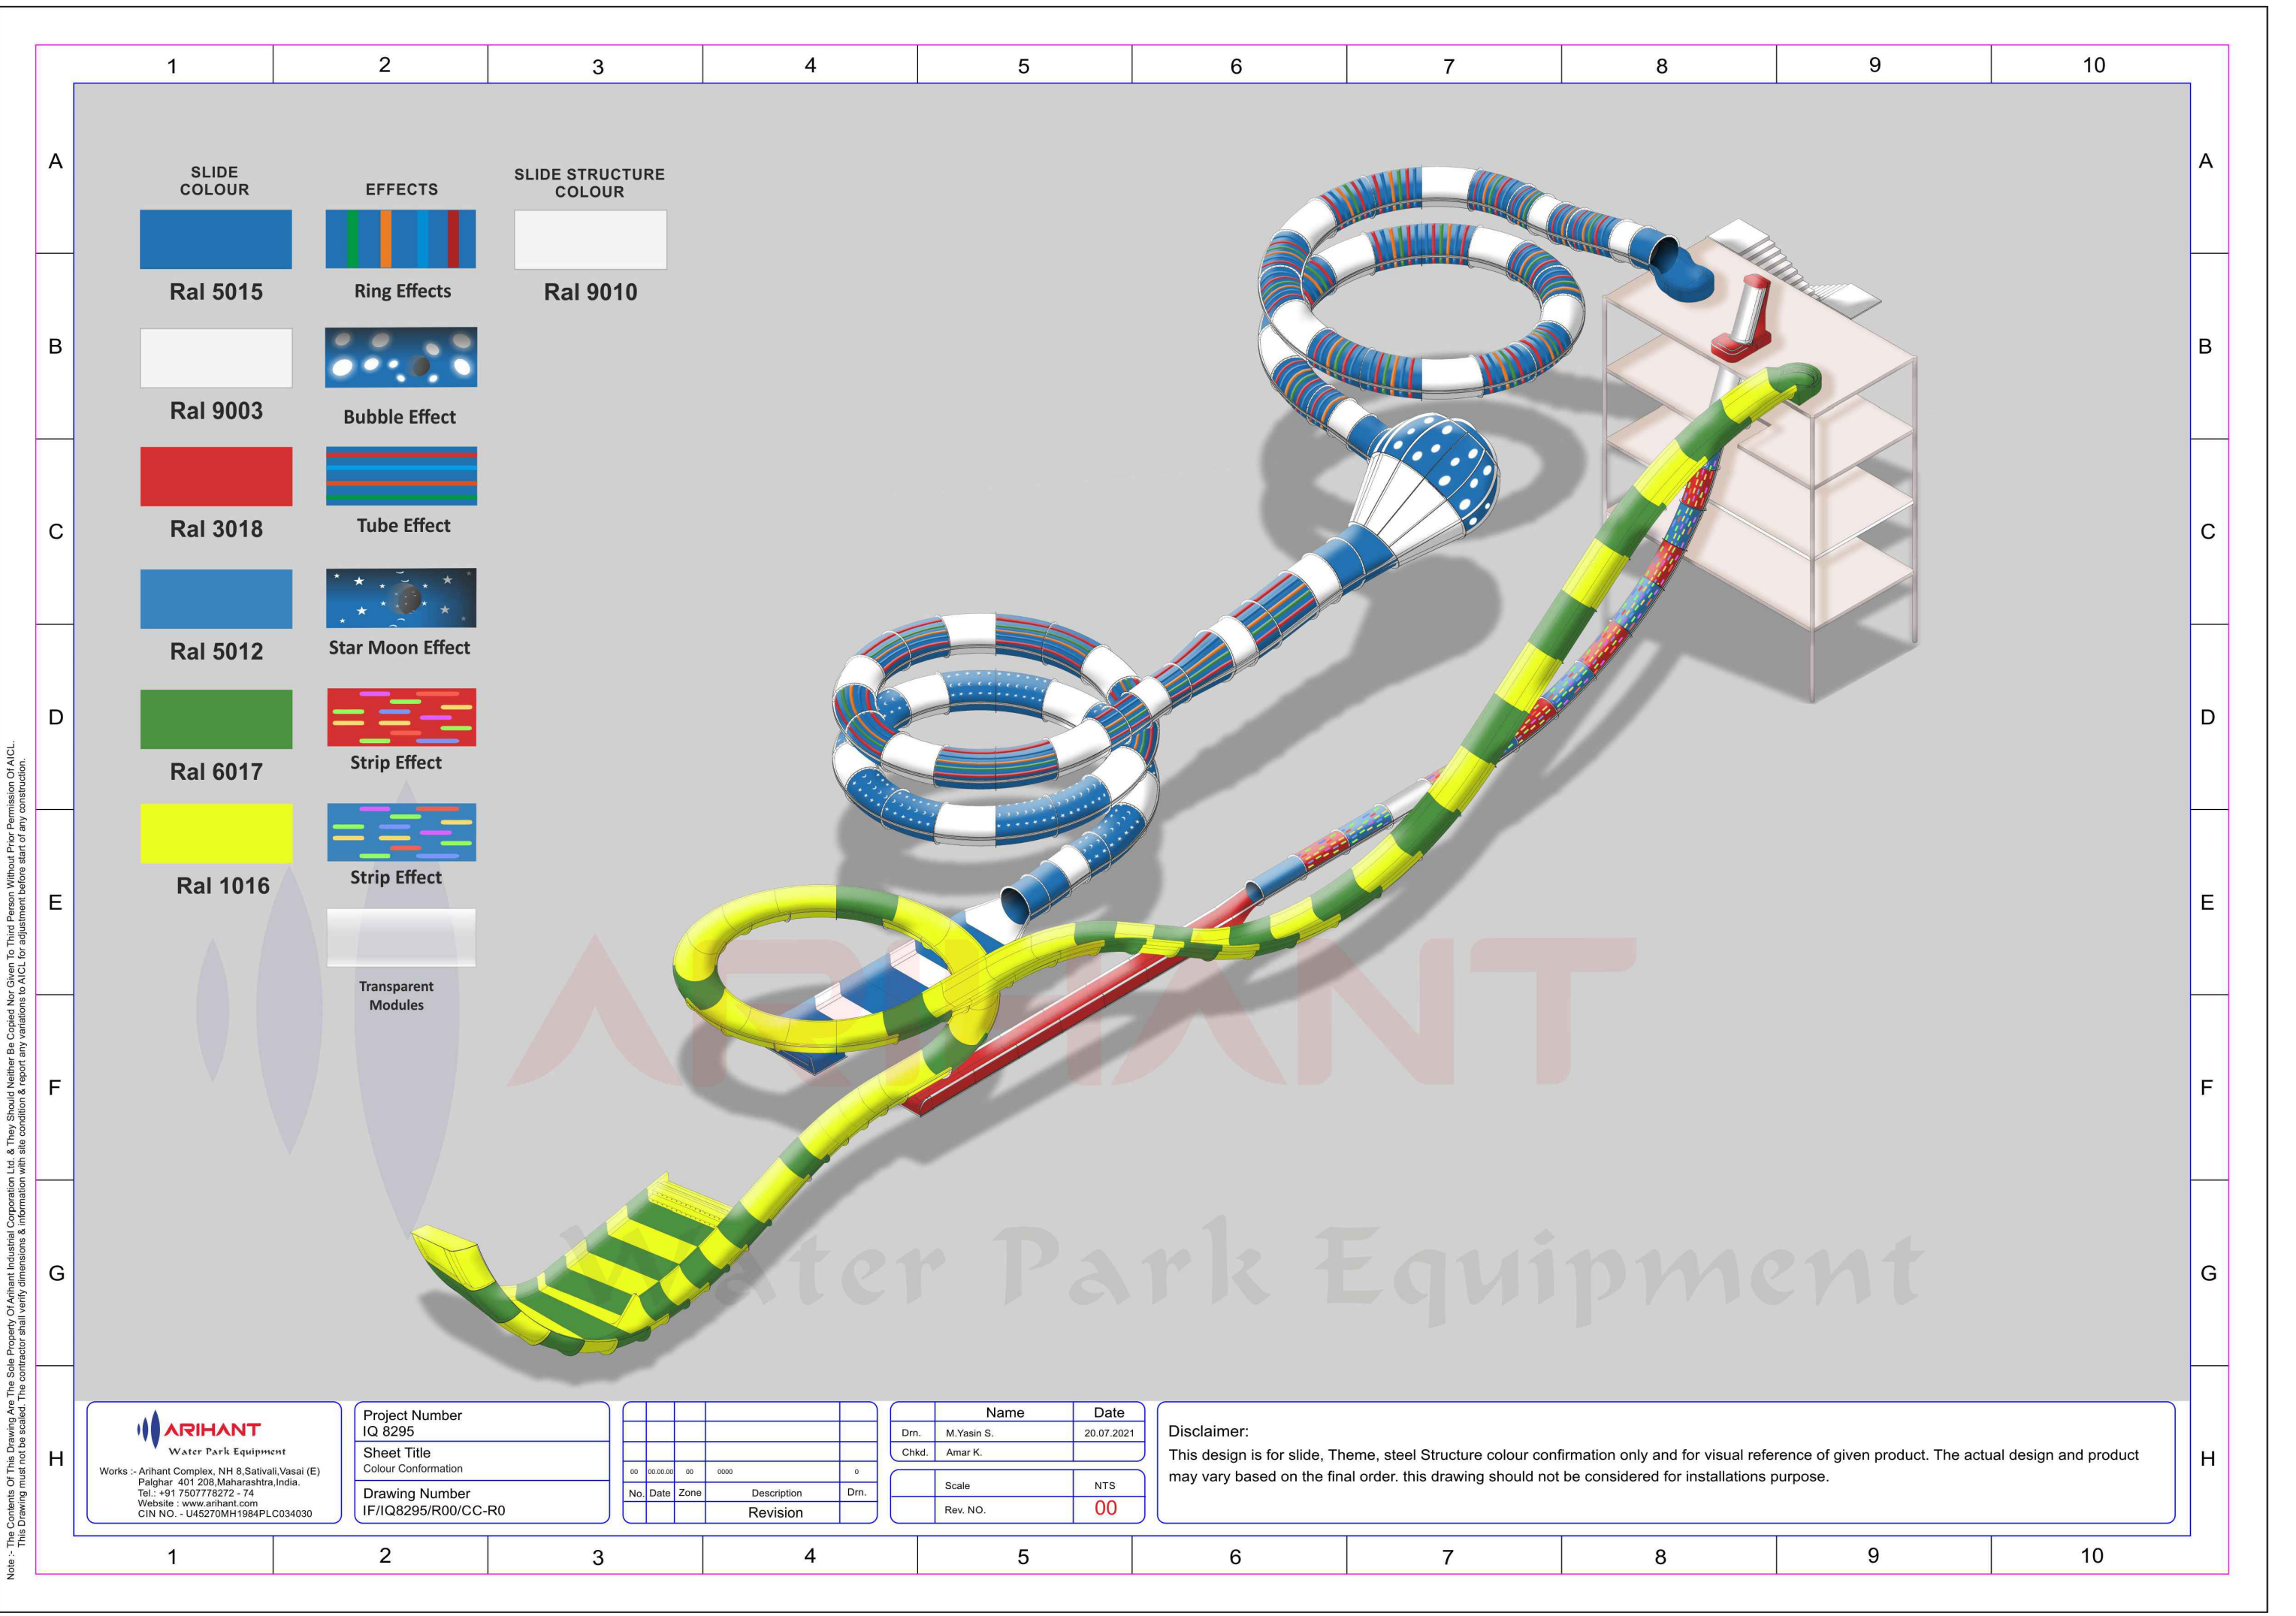 1 2 3 4 5 6 7 8 9 10
A A
B B
C C
D D
E E
F F
G G
H H
SLIDE
COLOUR
EFFECTS
SLIDE STRUCTURE
COLOUR
Ral 5015
Ring Effects
Ral 9010
Ral 9003
Bubble Effect
Ral 3018
Tube Effect
Ral 5012
Star Moon Effect
Ral 6017
Strip Effect
Ral 1016
Strip Effect
Transparent
Modules
ARIHANT
Water Park Equipment
Note :- The Contents Of This Drawing Are The Sole Property Of Arihant Industrial Corporation Ltd. & They Should Neither Be Copied Nor Given To Third Person Without Prior Permission Of AICL.
This Drawing must not be scaled. The contractor shall verify dimensions & information with site condition & report any variations to AICL for adjustment before start of any construction.
ARIHANT
Water Park Equipment
Works :- Arihant Complex, NH 8,Sativali,Vasai (E)
Palghar 401 208,Maharashtra,India.
Tel.: +91 7507778272 - 74
Website : www.arihant.com
CIN NO. - U45270MH1984PLC034030
Project Number
IQ 8295
Sheet Title
Colour Conformation
Drawing Number
IF/IQ8295/R00/CC-R0
00 00.00.00 00 0000 0
No. Date Zone Description Drn.
Revision
Name Date
Drn. M.Yasin S. 20.07.2021
Chkd. Amar K.
Scale NTS
Rev. NO. 00
Disclaimer:
This design is for slide, Theme, steel Structure colour confirmation only and for visual reference of given product. The actual design and product
may vary based on the final order. this drawing should not be considered for installations purpose.
1 2 3 4 5 6 7 8 9 10